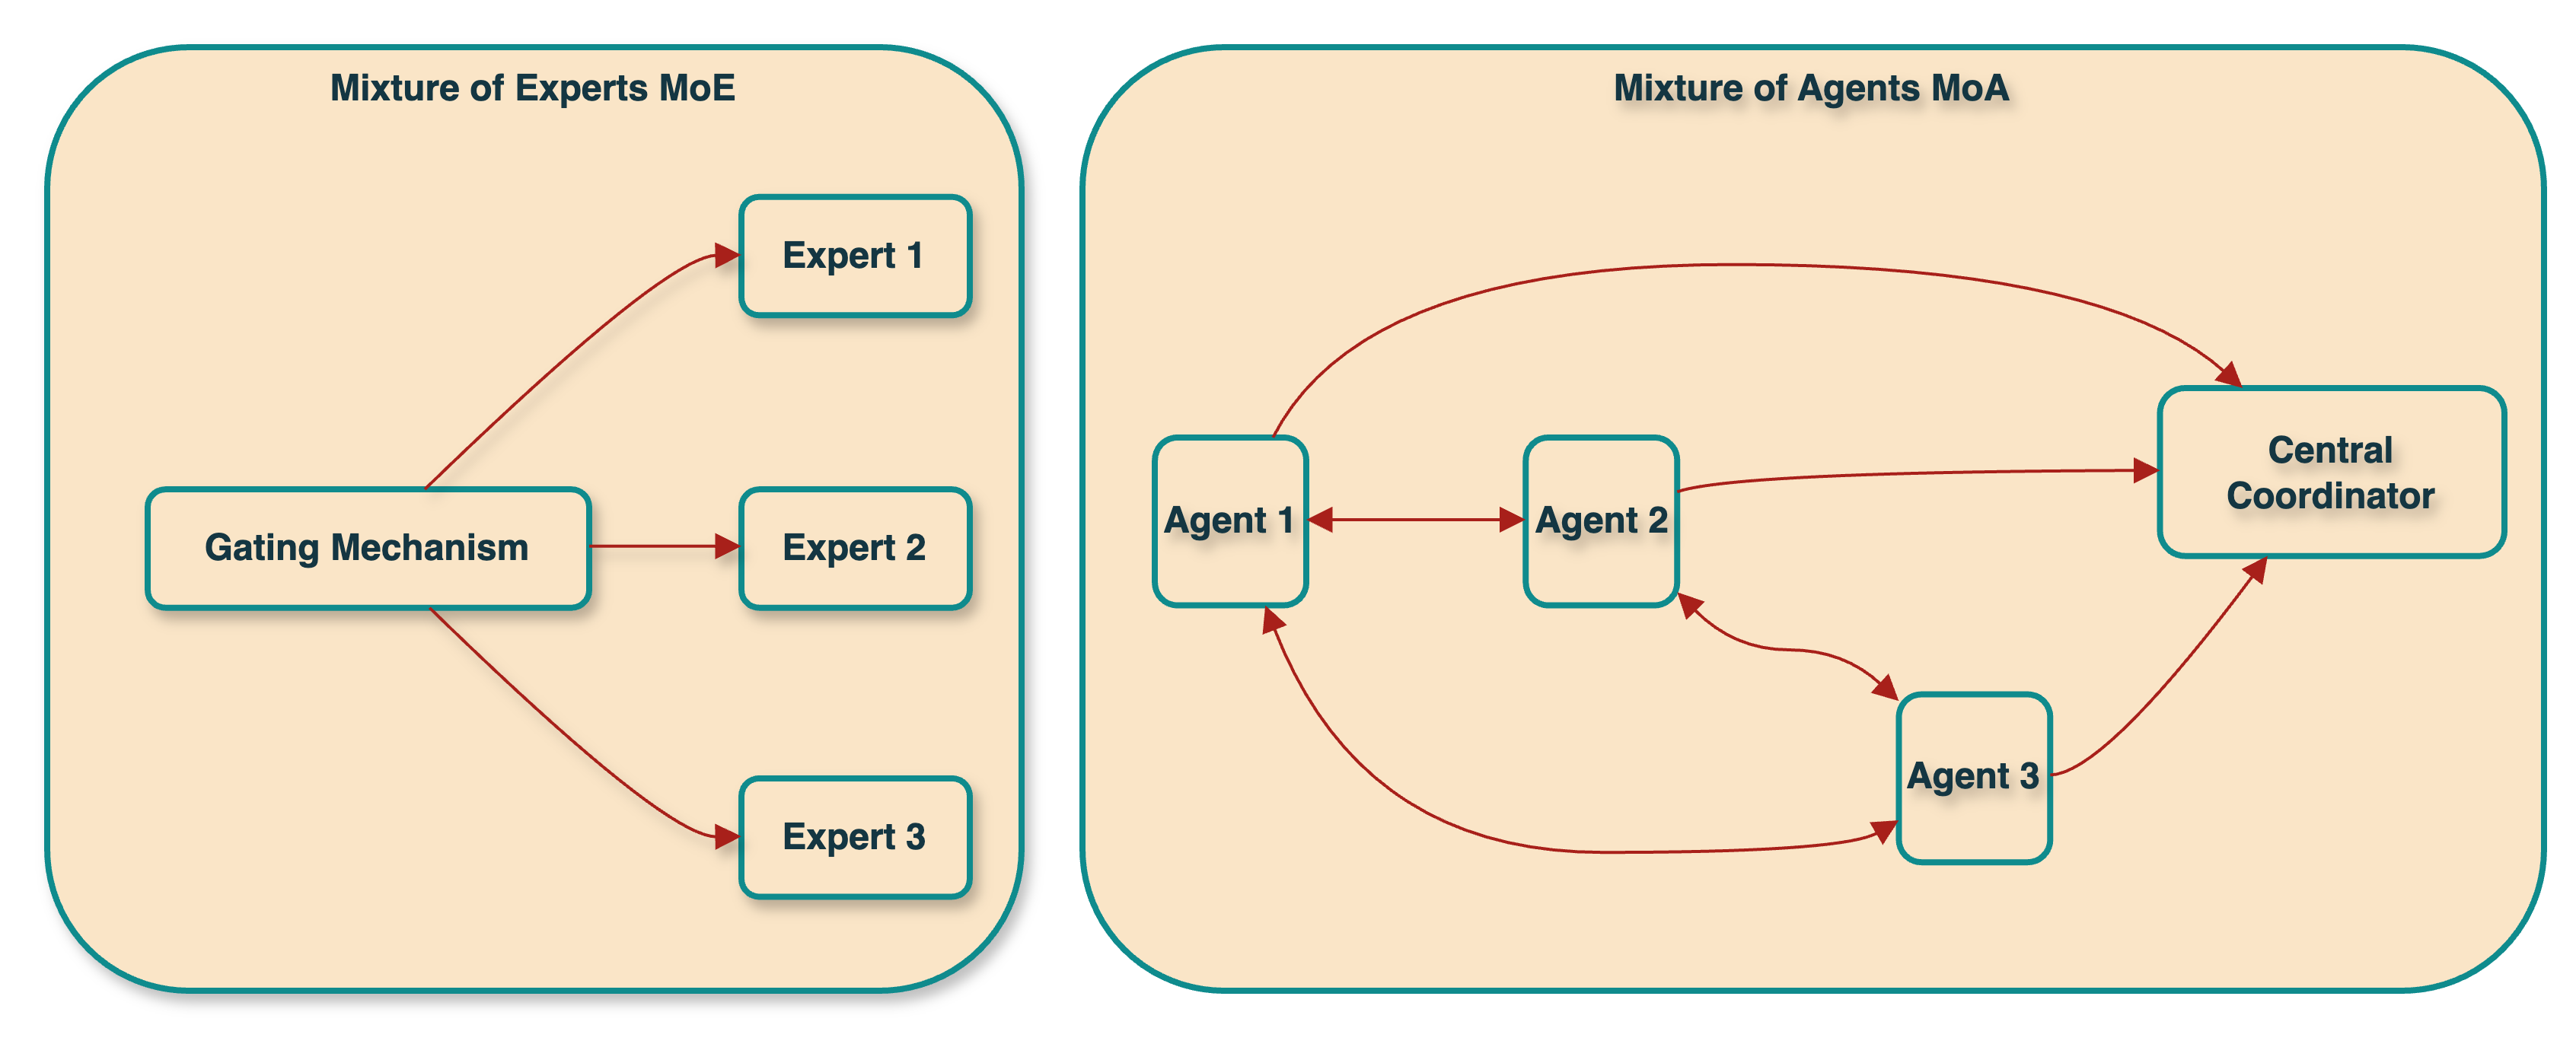 Mixture of Experts MoE
Expert 1
Gating Mechanism
Expert 2
Expert 3
Mixture of Agents MoA
Agent 1
Agent 2
Central
Coordinator
Agent 3